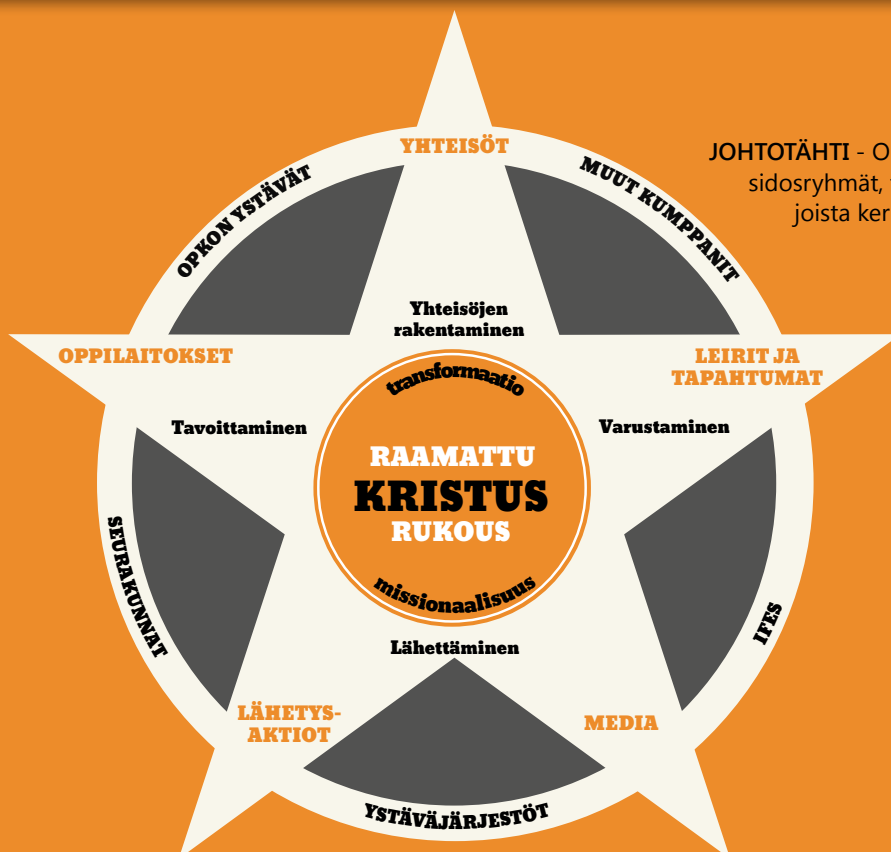 YHTEISÖT
OPKON YSTÄVÄT
MUUT KUMPPANIT
JOHTOTÄHTI -
sidosryhmät,
joista
Yhteisöjen
rakentaminen
OPPILAITOKSET
LEIRIT JA
TAPAHTUMAT
transformaatio
Tavoittaminen
Varustaminen
RAAMATTU
KRISTUS
RUKOUS
SEURAKUNNAT
missionaalisuus
IFES
Lähettäminen
LÄHETYS-
AKTIOT
MEDIA
YSTÄVÄJÄRJESTÖT